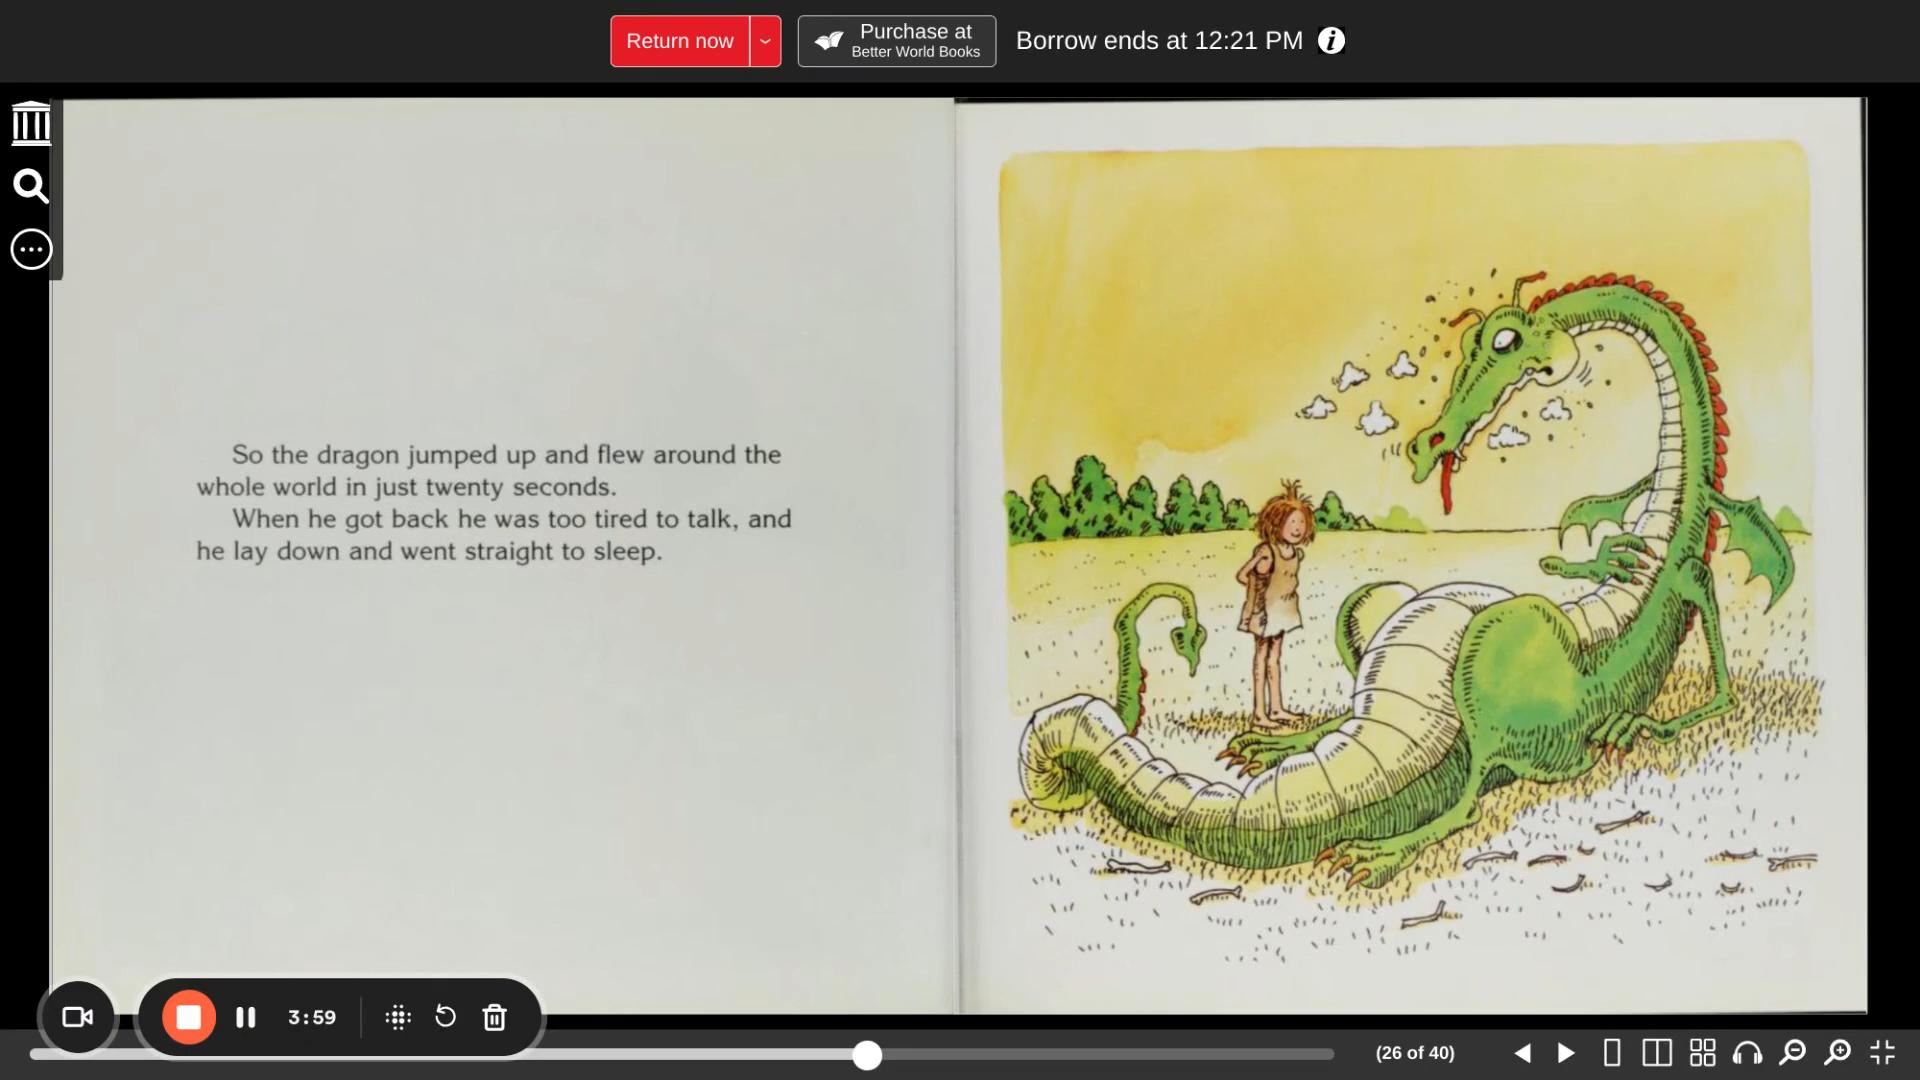 Return now
Purchase at
Better World Books
Borrow ends at 12:21 PM
So the dragon jumped up and flew around the
whole world in just twenty seconds.
When he got back he was too tired to talk, and
he lay down and went straight to sleep.
3:59
(26 of 40)